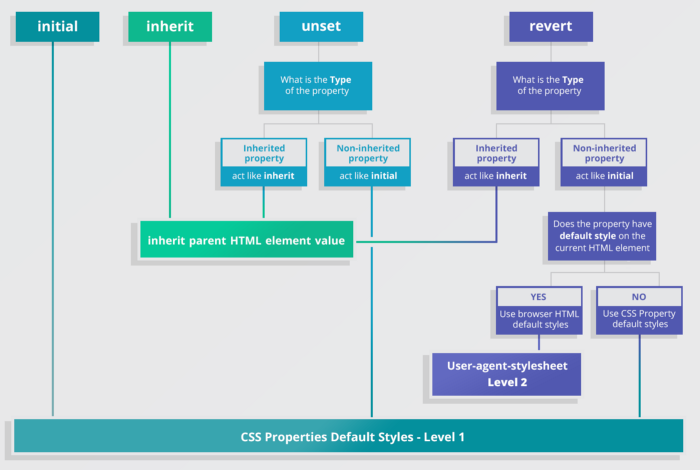 initial
inherit
unset
revert
What is the Type
of the property
What is the Type
of the property
Inherited
property
act like inherit
Non-inherited
property
act like initial
Inherited
property
act like inherit
Non-inherited
property
act like initial
inherit parent HTML element value
Does the property have
default style on the
current HTML element
YES
Use browser HTML
default styles
NO
Use CSS Property
default styles
User-agent-stylesheet
Level 2
CSS Properties Default Styles - Level 1